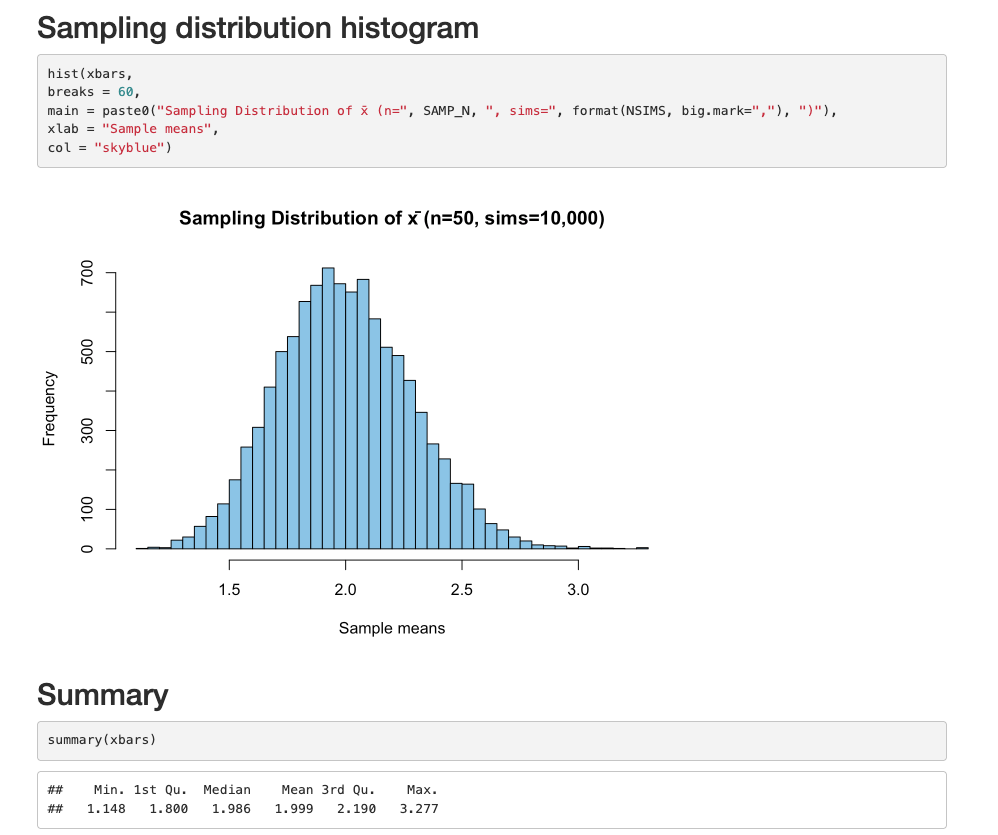 Sampling distribution histogram
hist(xbars,
breaks = 60,
main = paste0("Sampling Distribution of x̄ (n=", SAMP_N, ", sims=", format(NSIMS, big.mark=","), ")"),
xlab = "Sample means",
col = "skyblue")
Sampling Distribution of x̄ (n=50, sims=10,000)
700
500
300
100
0
Frequency
1.5 2.0 2.5 3.0
Sample means
Summary
summary(xbars)
##    Min. 1st Qu.  Median    Mean 3rd Qu.    Max.
##   1.148   1.800   1.986   1.999   2.190   3.277